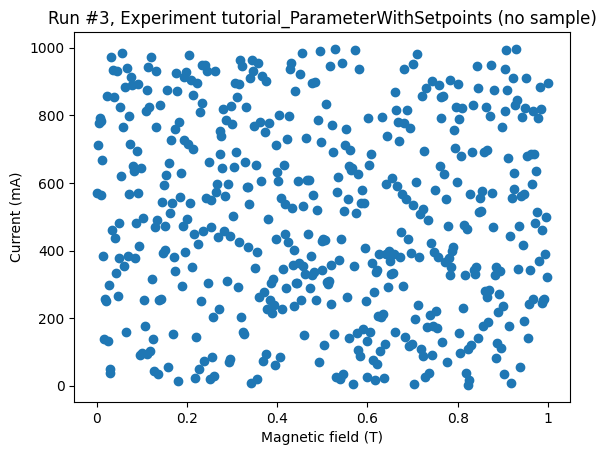 Run #3, Experiment tutorial_ParameterWithSetpoints (no sample)
1000
800
600
400
200
0
Current (mA)
0 0.2 0.4 0.6 0.8 1
Magnetic field (T)